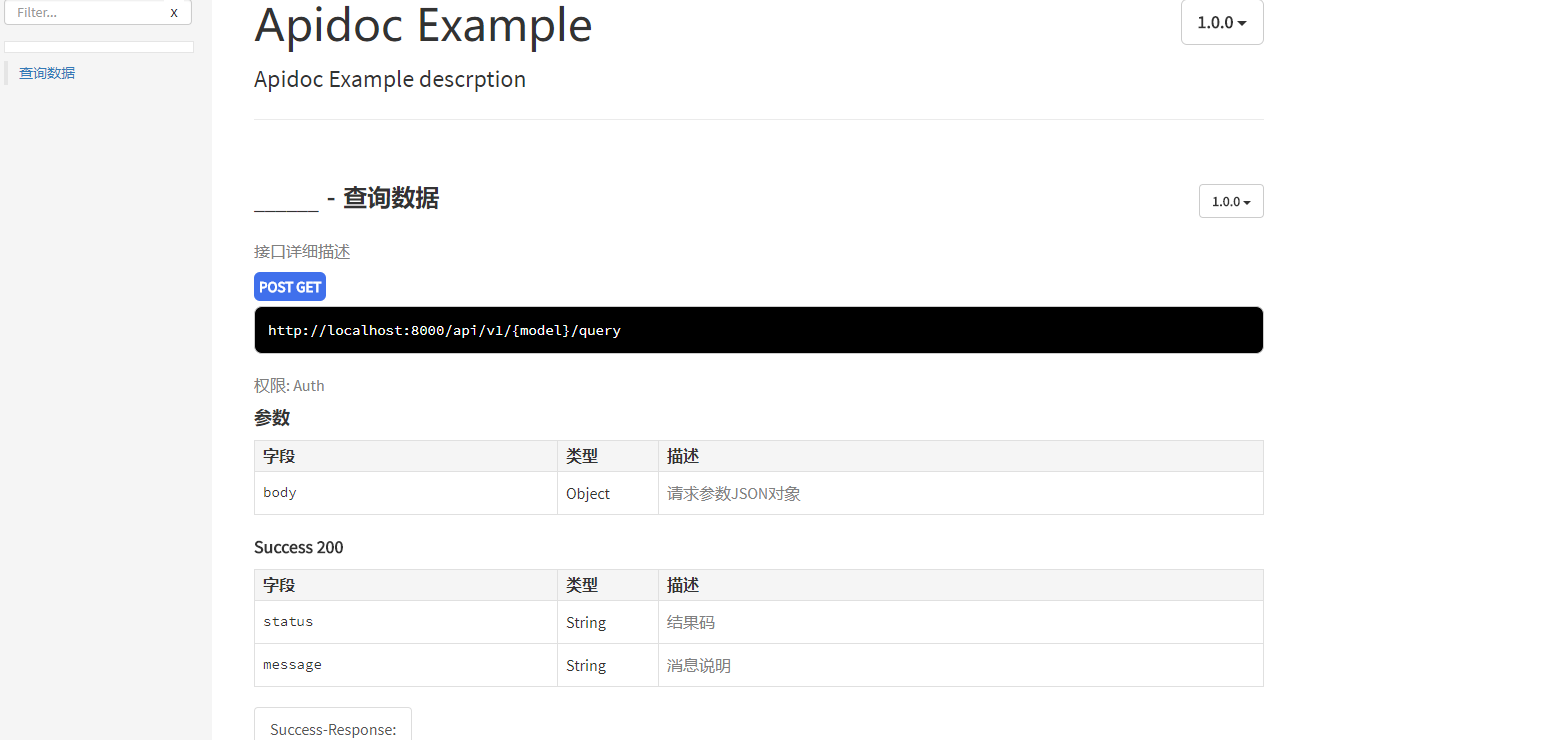 Filter... x
查询数据
Apidoc Example 1.0.0
Apidoc Example descrption
______ - 查询数据 1.0.0
接口详细描述
POST GET
http://localhost:8000/api/v1/{model}/query
权限: Auth
参数
字段 类型 描述
body Object 请求参数JSON对象
Success 200
字段 类型 描述
status String 结果码
message String 消息说明
Success-Response: